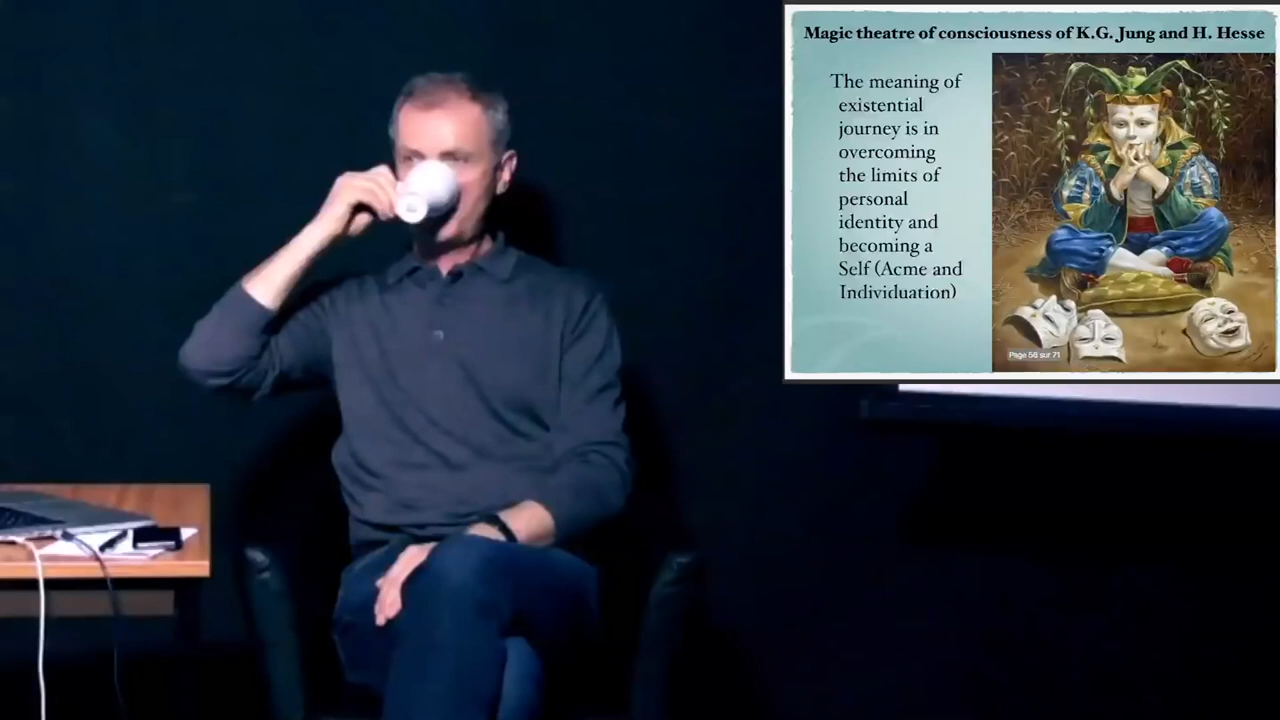 Magic theatre of consciousness of K.G. Jung and H. Hesse
The meaning of
existential
journey is in
overcoming
the limits of
personal
identity and
becoming a
Self (Acme and
Individuation)
Page 56 sur 71